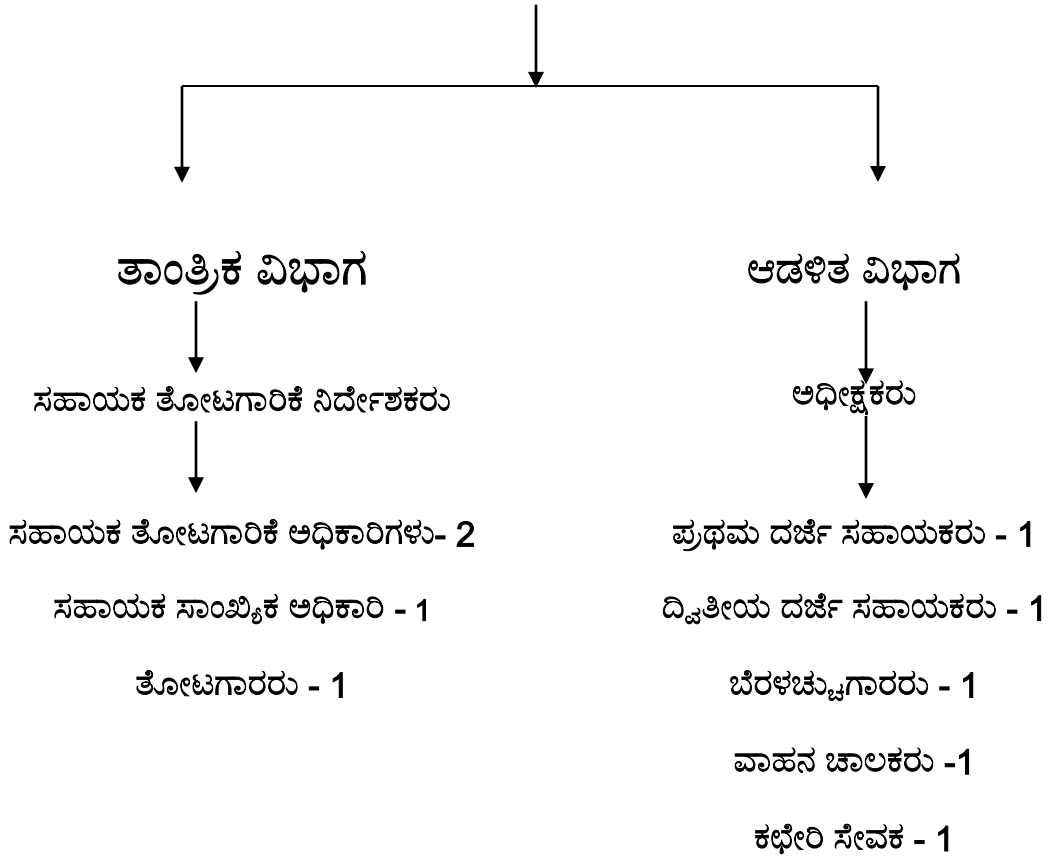 ತಾಂತ್ರಿಕ ವಿಭಾಗ
ಸಹಾಯಕ ತೋಟಗಾರಿಕೆ ನಿರ್ದೇಶಕರು
ಸಹಾಯಕ ತೋಟಗಾರಿಕೆ ಅಧಿಕಾರಿಗಳು- 2
ಸಹಾಯಕ ಸಾಂಖ್ಯಿಕ ಅಧಿಕಾರಿ - 1
ತೋಟಗಾರರು - 1
ಆಡಳಿತ ವಿಭಾಗ
ಅಧೀಕ್ಷಕರು
ಪ್ರಥಮ ದರ್ಜೆ ಸಹಾಯಕರು - 1
ದ್ವಿತೀಯ ದರ್ಜೆ ಸಹಾಯಕರು - 1
ಬೆರಳಚ್ಚುಗಾರರು - 1
ವಾಹನ ಚಾಲಕರು -1
ಕಛೇರಿ ಸೇವಕ - 1